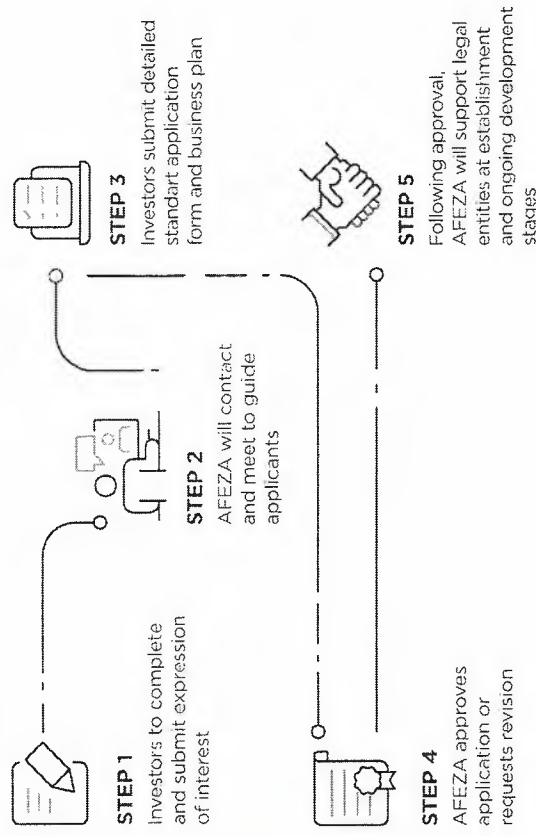 STEP 1
Investors to complete
and submit expression
of interest
STEP 2
AFEZA will contact
and meet to guide
applicants
STEP 3
Investors submit detailed
standart application
form and business plan
STEP 4
AFEZA approves
application or
requests revision
STEP 5
Following approval,
AFEZA will support legal
entities at establishment
and ongoing development
stages